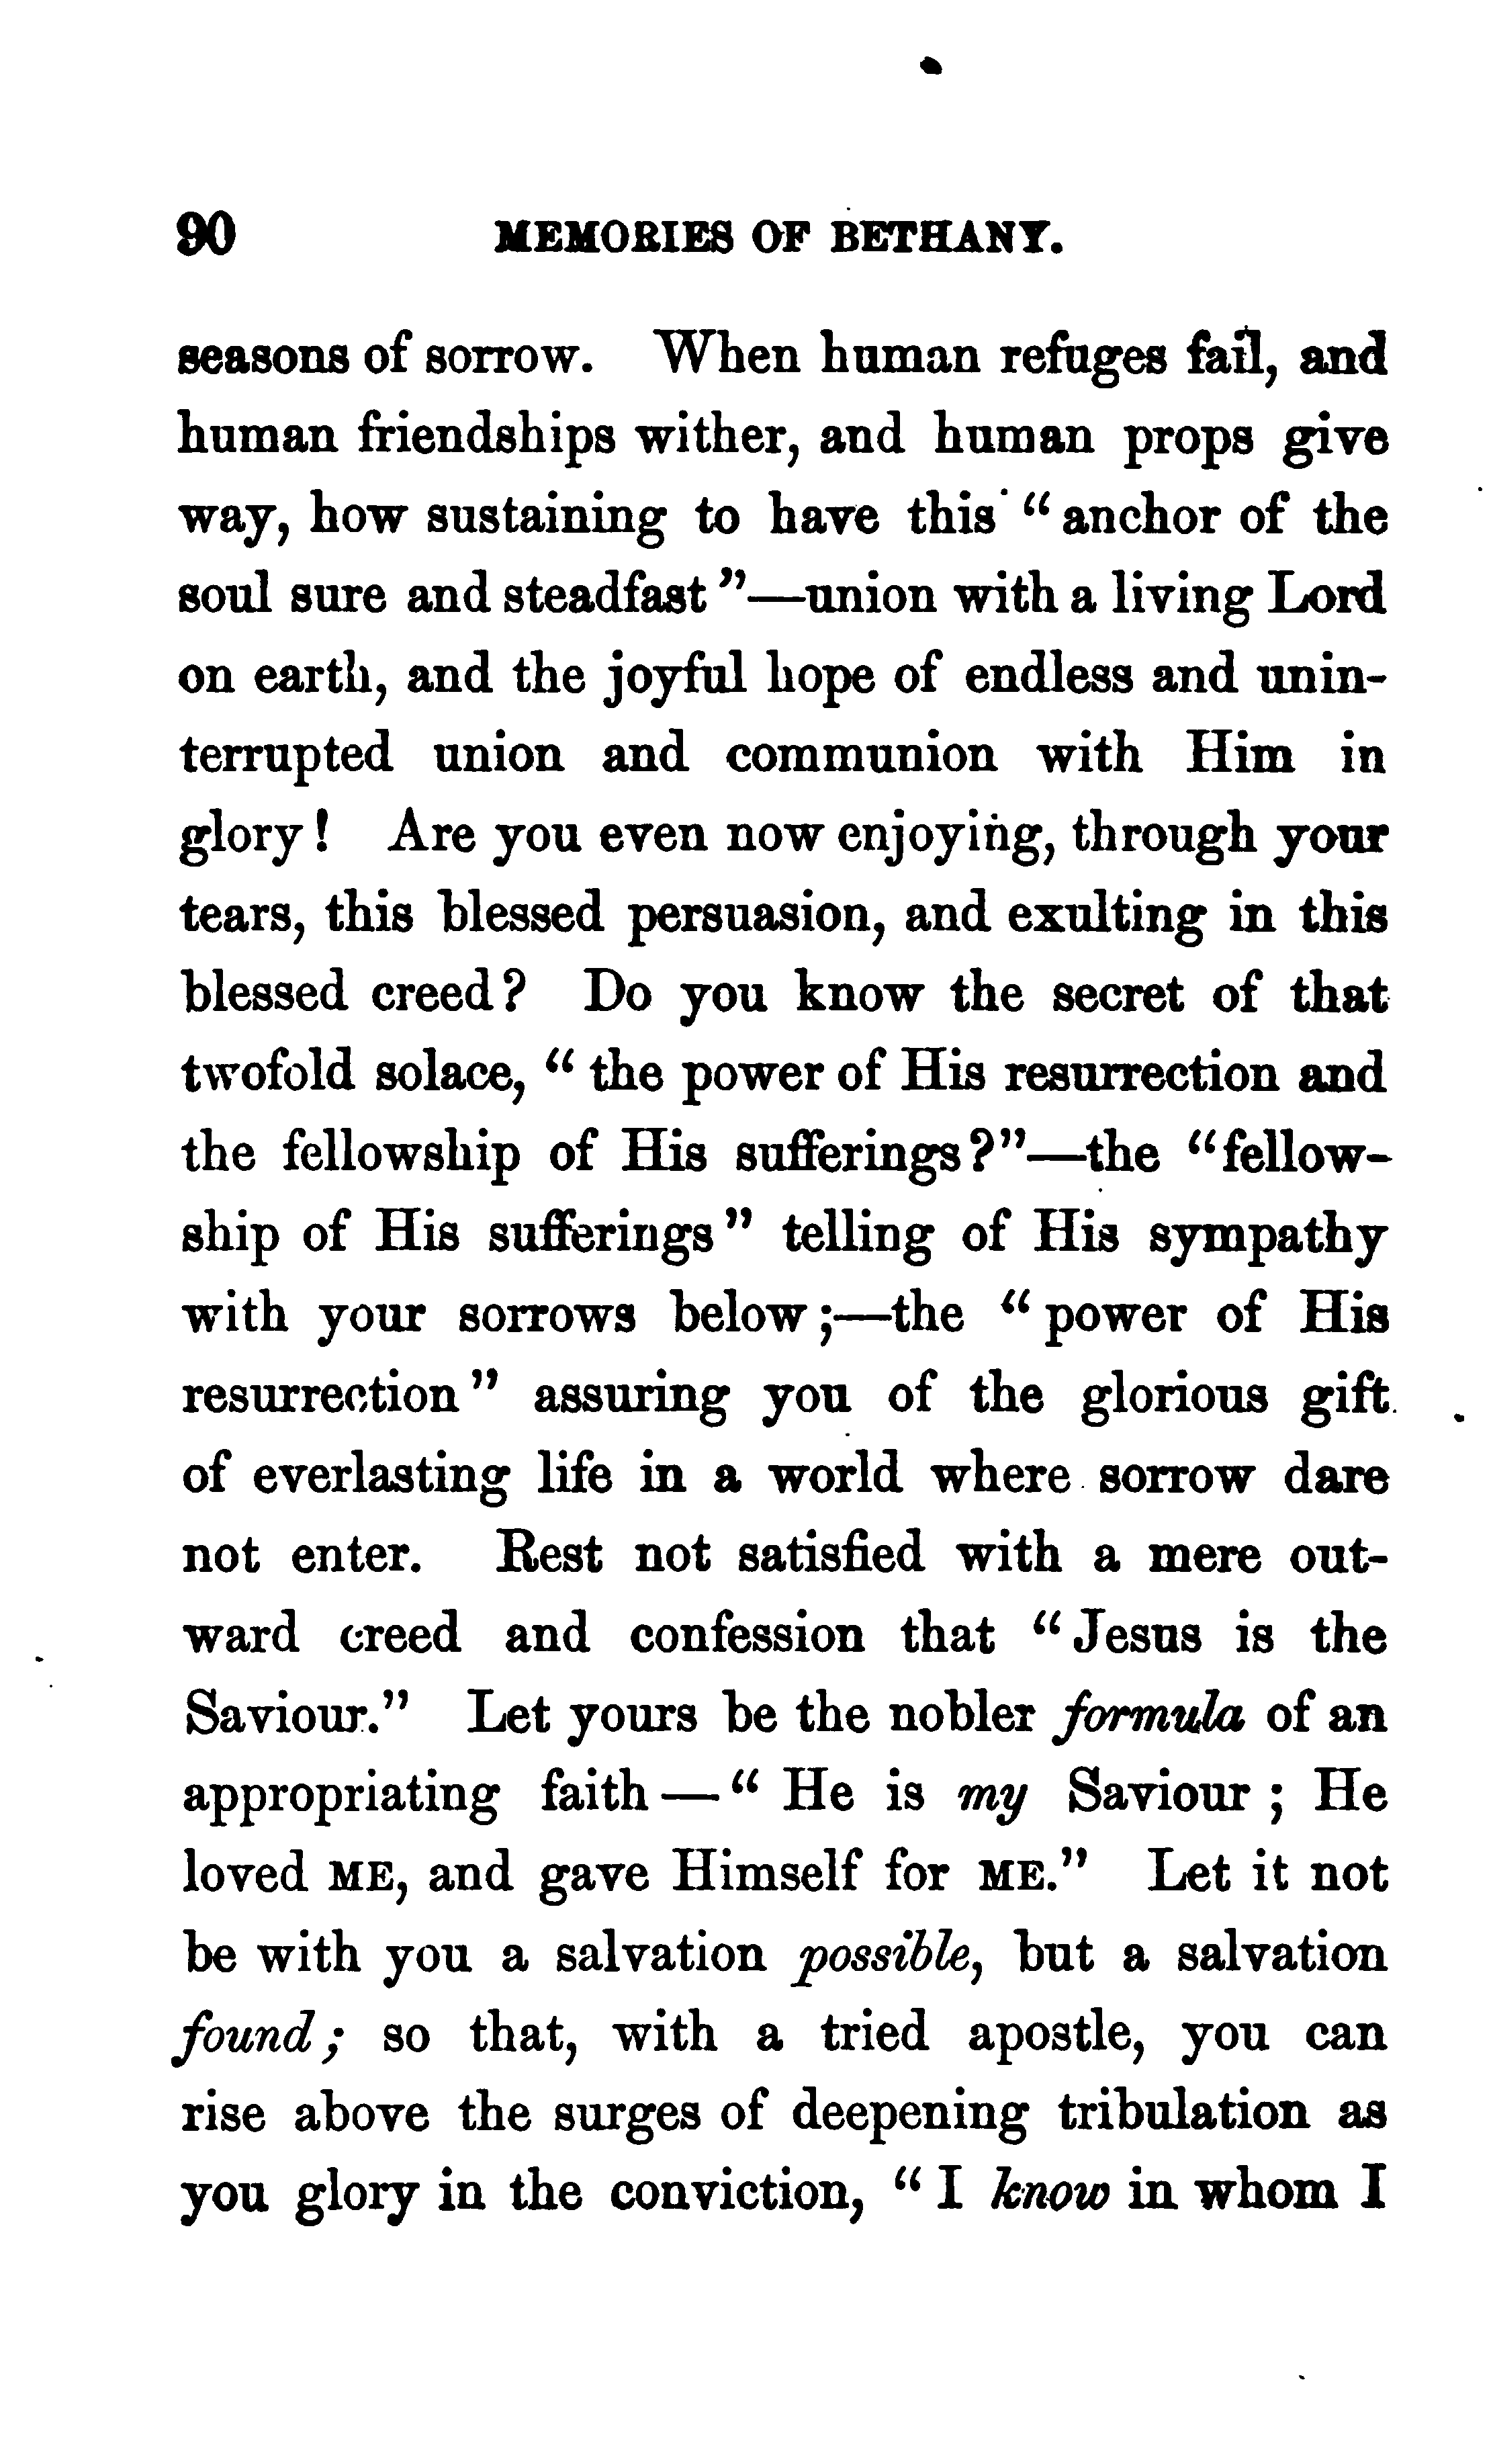 90 MEMORIES OF BETHANY.
seasons of sorrow. When human refuges fail, and
human friendships wither, and human props give
way, how sustaining to have this “anchor of the
soul sure and steadfast”—union with a living Lord
on earth, and the joyful hope of endless and unin-
terrupted union and communion with Him in
glory! Are you even now enjoying, through your
tears, this blessed persuasion, and exulting in this
blessed creed? Do you know the secret of that
twofold solace, “the power of His resurrection and
the fellowship of His sufferings?”—the “fellow-
ship of His sufferings” telling of His sympathy
with your sorrows below;—the “power of His
resurrection” assuring you of the glorious gift
of everlasting life in a world where sorrow dare
not enter. Rest not satisfied with a mere out-
ward creed and confession that “Jesus is the
Saviour.” Let yours be the nobler formula of an
appropriating faith—“He is my Saviour; He
loved ME, and gave Himself for ME.” Let it not
be with you a salvation possible, but a salvation
found; so that, with a tried apostle, you can
rise above the surges of deepening tribulation as
you glory in the conviction, “I know in whom I